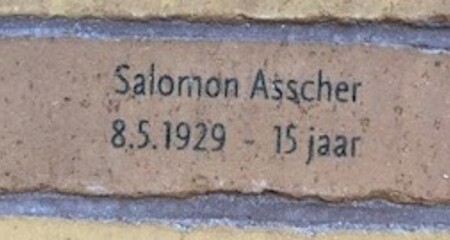 Salomon Asscher
8.5.1929 - 15 jaar